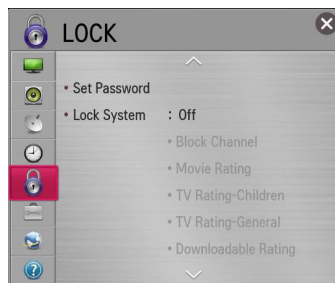 LOCK
• Set Password
• Lock System : Off
• Block Channel
• Movie Rating
• TV Rating-Children
• TV Rating-General
• Downloadable Rating